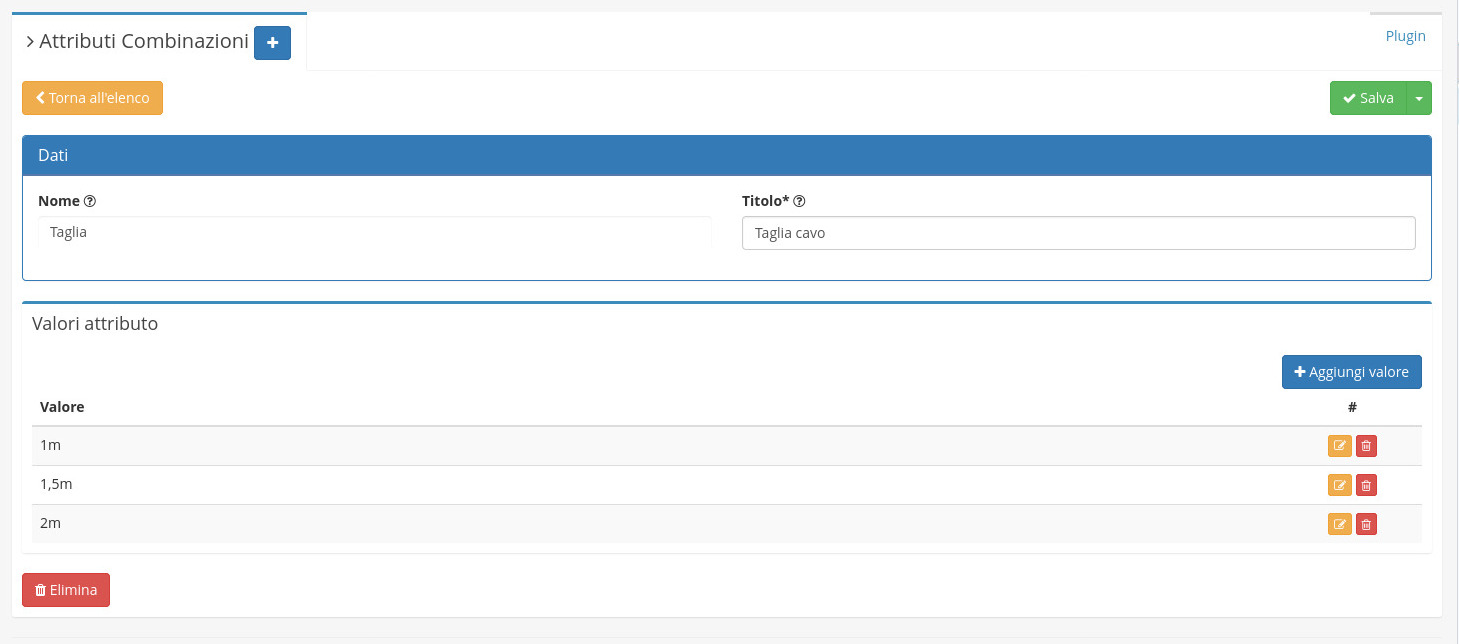 Attributi Combinazioni
Plugin
Torna all'elenco
Salva
Dati
Nome
Titolo*
Taglia
Taglia cavo
Valori attributo
Aggiungi valore
Valore #
1m
1,5m
2m
Elimina